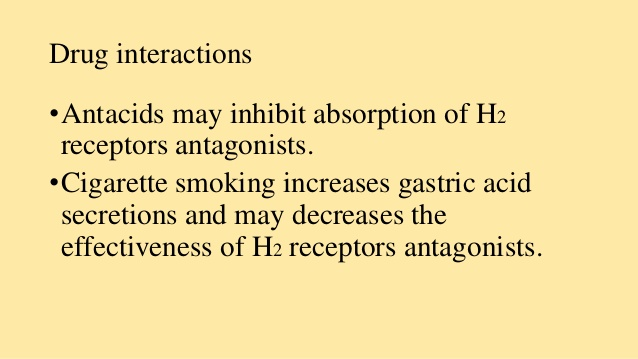 Drug interactions
•Antacids may inhibit absorption of H2
receptors antagonists.
•Cigarette smoking increases gastric acid
secretions and may decreases the
effectiveness of H2 receptors antagonists.